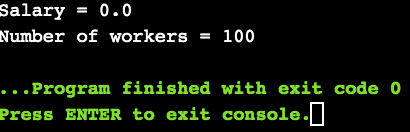 Salary = 0.0
Number of workers = 100
...Program finished with exit code 0
Press ENTER to exit console.